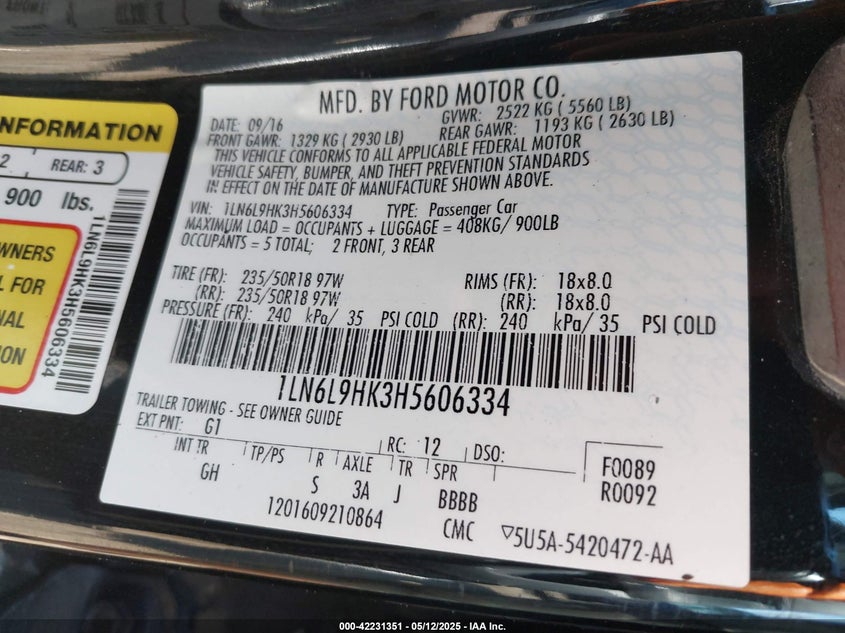 NFORMATION
2 REAR: 3
900 lbs.
WNERS
L FOR
NAL
ION
1LN6L9HK3H5606334
MFD. BY FORD MOTOR CO.
DATE: 09/16 GVWR: 2522 KG ( 5560 LB)
FRONT GAWR: 1329 KG ( 2930 LB) REAR GAWR: 1193 KG ( 2630 LB)
THIS VEHICLE CONFORMS TO ALL APPLICABLE FEDERAL MOTOR
VEHICLE SAFETY, BUMPER, AND THEFT PREVENTION STANDARDS
IN EFFECT ON THE DATE OF MANUFACTURE SHOWN ABOVE.
VIN: 1LN6L9HK3H5606334 TYPE: Passenger Car
MAXIMUM LOAD = OCCUPANTS + LUGGAGE = 408KG/ 900LB
OCCUPANTS = 5 TOTAL; 2 FRONT, 3 REAR
TIRE (FR): 235/50R18 97W RIMS (FR): 18x8.0
(RR): 235/50R18 97W (RR): 18x8.0
PRESSURE (FR): 240 kPa/ 35 PSI COLD (RR): 240 kPa/ 35 PSI COLD
1LN6L9HK3H5606334
TRAILER TOWING - SEE OWNER GUIDE
EXT PNT: G1 RC: 12 DSO: F0089
INT TR TP/PS R AXLE TR SPR R0092
GH S 3A J BBBB
1201609210864 CMC ▽5U5A-5420472-AA
000-42231351 - 05/12/2025 - IAA Inc.